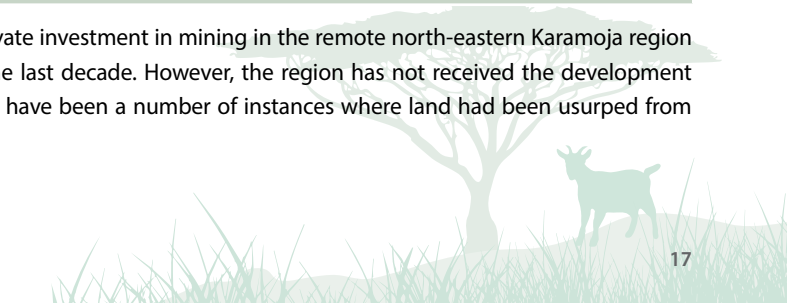 vate investment in mining in the remote north-eastern Karamoja region
e last decade. However, the region has not received the development
have been a number of instances where land had been usurped from
17